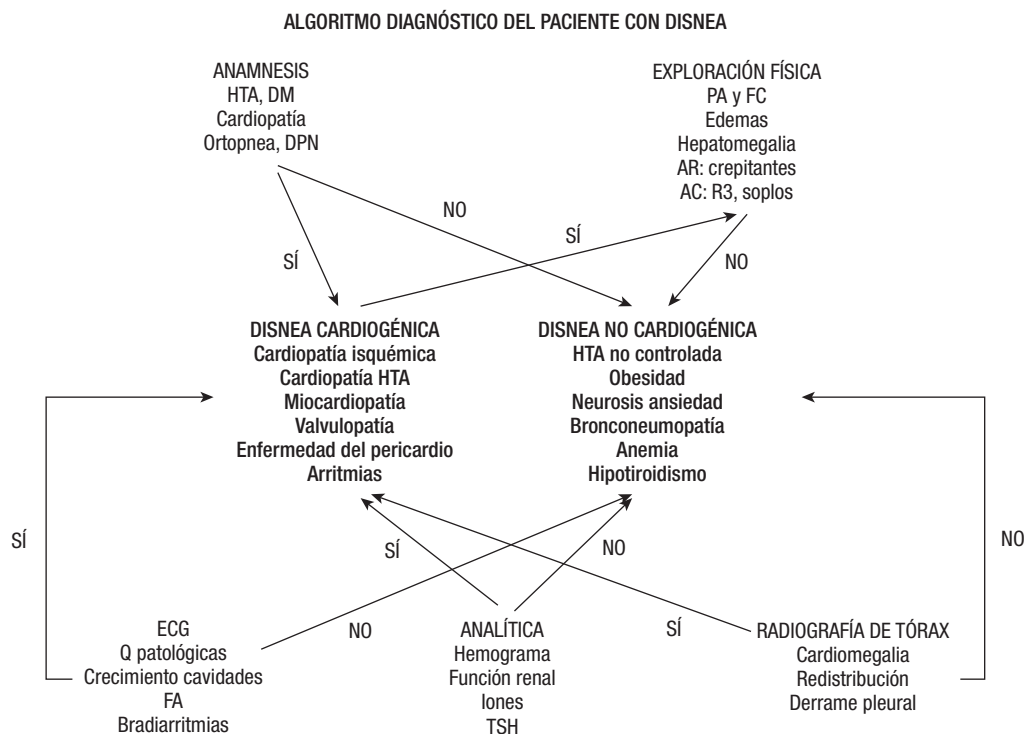 ALGORITMO DIAGNÓSTICO DEL PACIENTE CON DISNEA
ANAMNESIS
HTA, DM
Cardiopatía
Ortopnea, DPN
EXPLORACIÓN FÍSICA
PA y FC
Edemas
Hepatomegalia
AR: crepitantes
AC: R3, soplos
NO
SÍ
SÍ
NO
DISNEA CARDIOGÉNICA
Cardiopatía isquémica
Cardiopatía HTA
Miocardiopatía
Valvulopatía
Enfermedad del pericardio
Arritmias
DISNEA NO CARDIOGÉNICA
HTA no controlada
Obesidad
Neurosis ansiedad
Bronconeumopatía
Anemia
Hipotiroidismo
SÍ
SÍ
NO
NO
ECG
Q patológicas
Crecimiento cavidades
FA
Bradiarritmias
NO
ANALÍTICA
Hemograma
Función renal
Iones
TSH
SÍ
RADIOGRAFÍA DE TÓRAX
Cardiomegalia
Redistribución
Derrame pleural